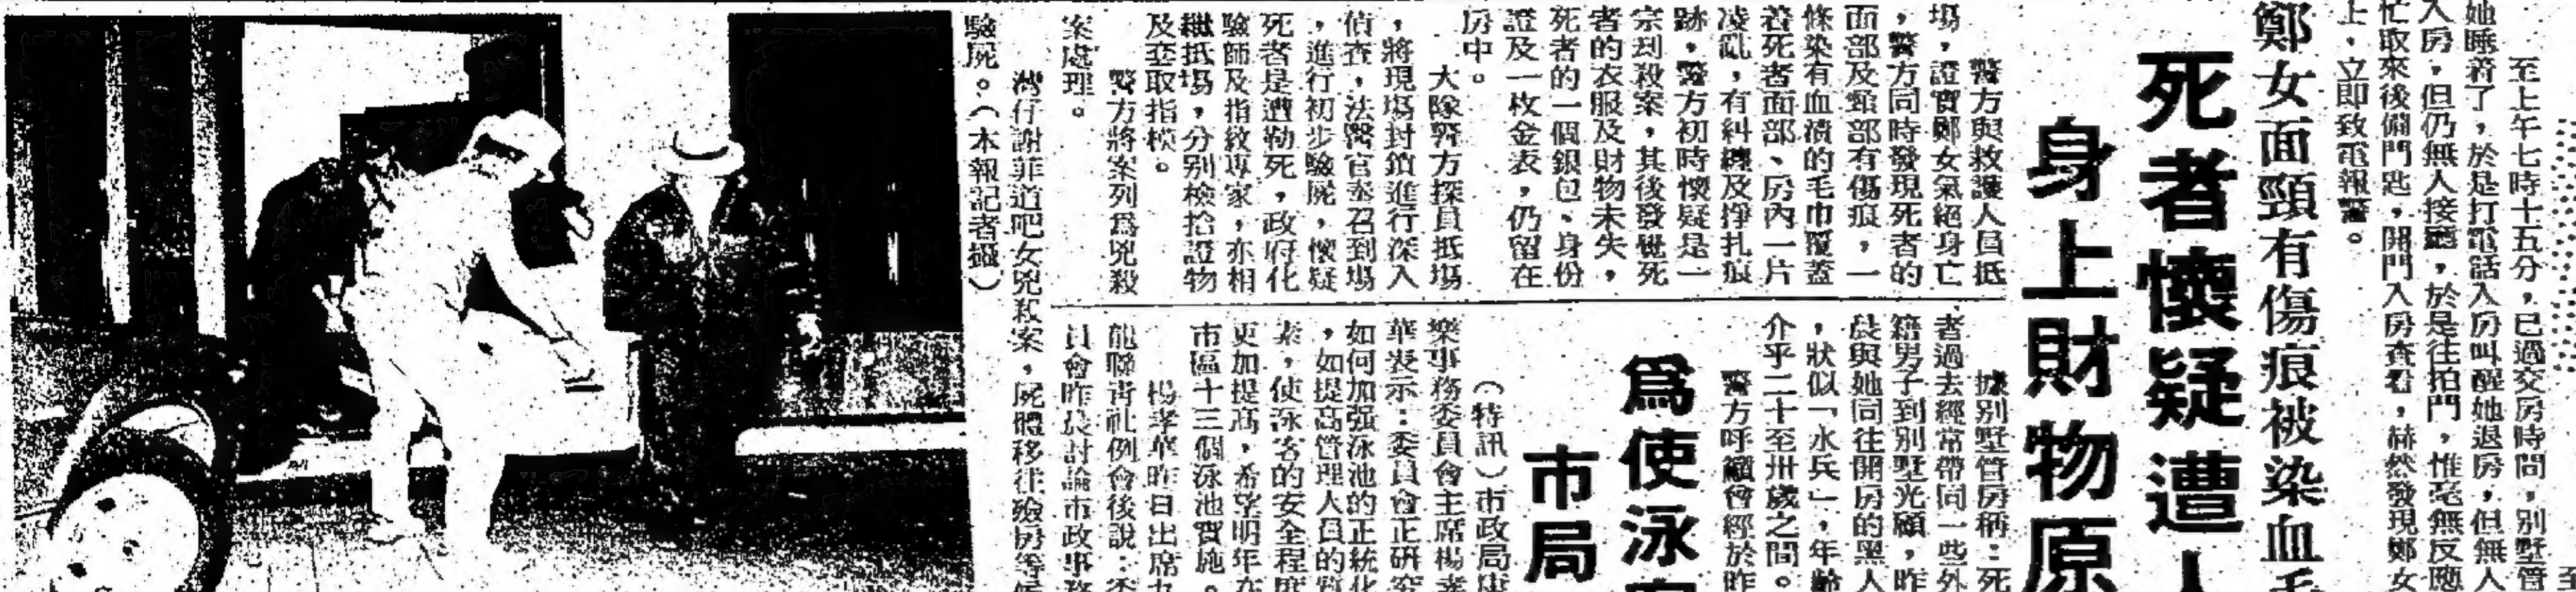 至上午七時十五分，已過交房時間，別墅管
她睡着了，於是打電話入房叫醒她退房，但無人
入房，但仍無人接聽，於是往拍門，惟毫無反應
忙取來後備門匙，開門入房查看，赫然發現鄭女
上，立即致電報警。
鄭女面頸有傷痕被染血毛
死者懷疑遭人
身上財物原
警方與救護人員抵
場，證實鄭女氣絕身亡
，警方同時發現死者的
面部及頸部有傷痕，一
條染有血漬的毛巾覆蓋
着死者面部、房內一片
凌亂，有糾纏及掙扎痕
跡，警方初時懷疑是一
宗刦殺案，其後發覺死
者的衣服及財物未失，
死者的一個銀包、身份
證及一枚金表，仍留在
房中。
大隊警方探員抵塲
，將現塲封鎖進行深入
偵查，法醫官奉召到塲
，進行初步驗屍，懷疑
死者是遭勒死，政府化
驗師及指紋專家，亦相
繼抵塲，分別檢拾證物
及套取指模。
警方將案列爲兇殺
案處理。
據別墅管房稱：死
者過去經常帶同一些外
籍男子到別墅光顧，昨
晨與她同往開房的黑人
，狀似「水兵」，年齡
介乎二十至卅歲之間。
警方呼籲曾經於昨
爲使泳客
市局
（特訊）市政局康
樂事務委員會主席楊孝
華表示：委員會正研究
如何加强泳池的正統化
，如提高管理人員的質
素，使泳客的安全程度
更加提高，希望明年在
市區十三個泳池實施。
楊孝華昨日出席九
龍聯青社例會後說：委
員會昨晨討論市政事務
灣仔謝菲道吧女兇殺案，屍體移往殮房等候
驗屍。（本報記者攝）